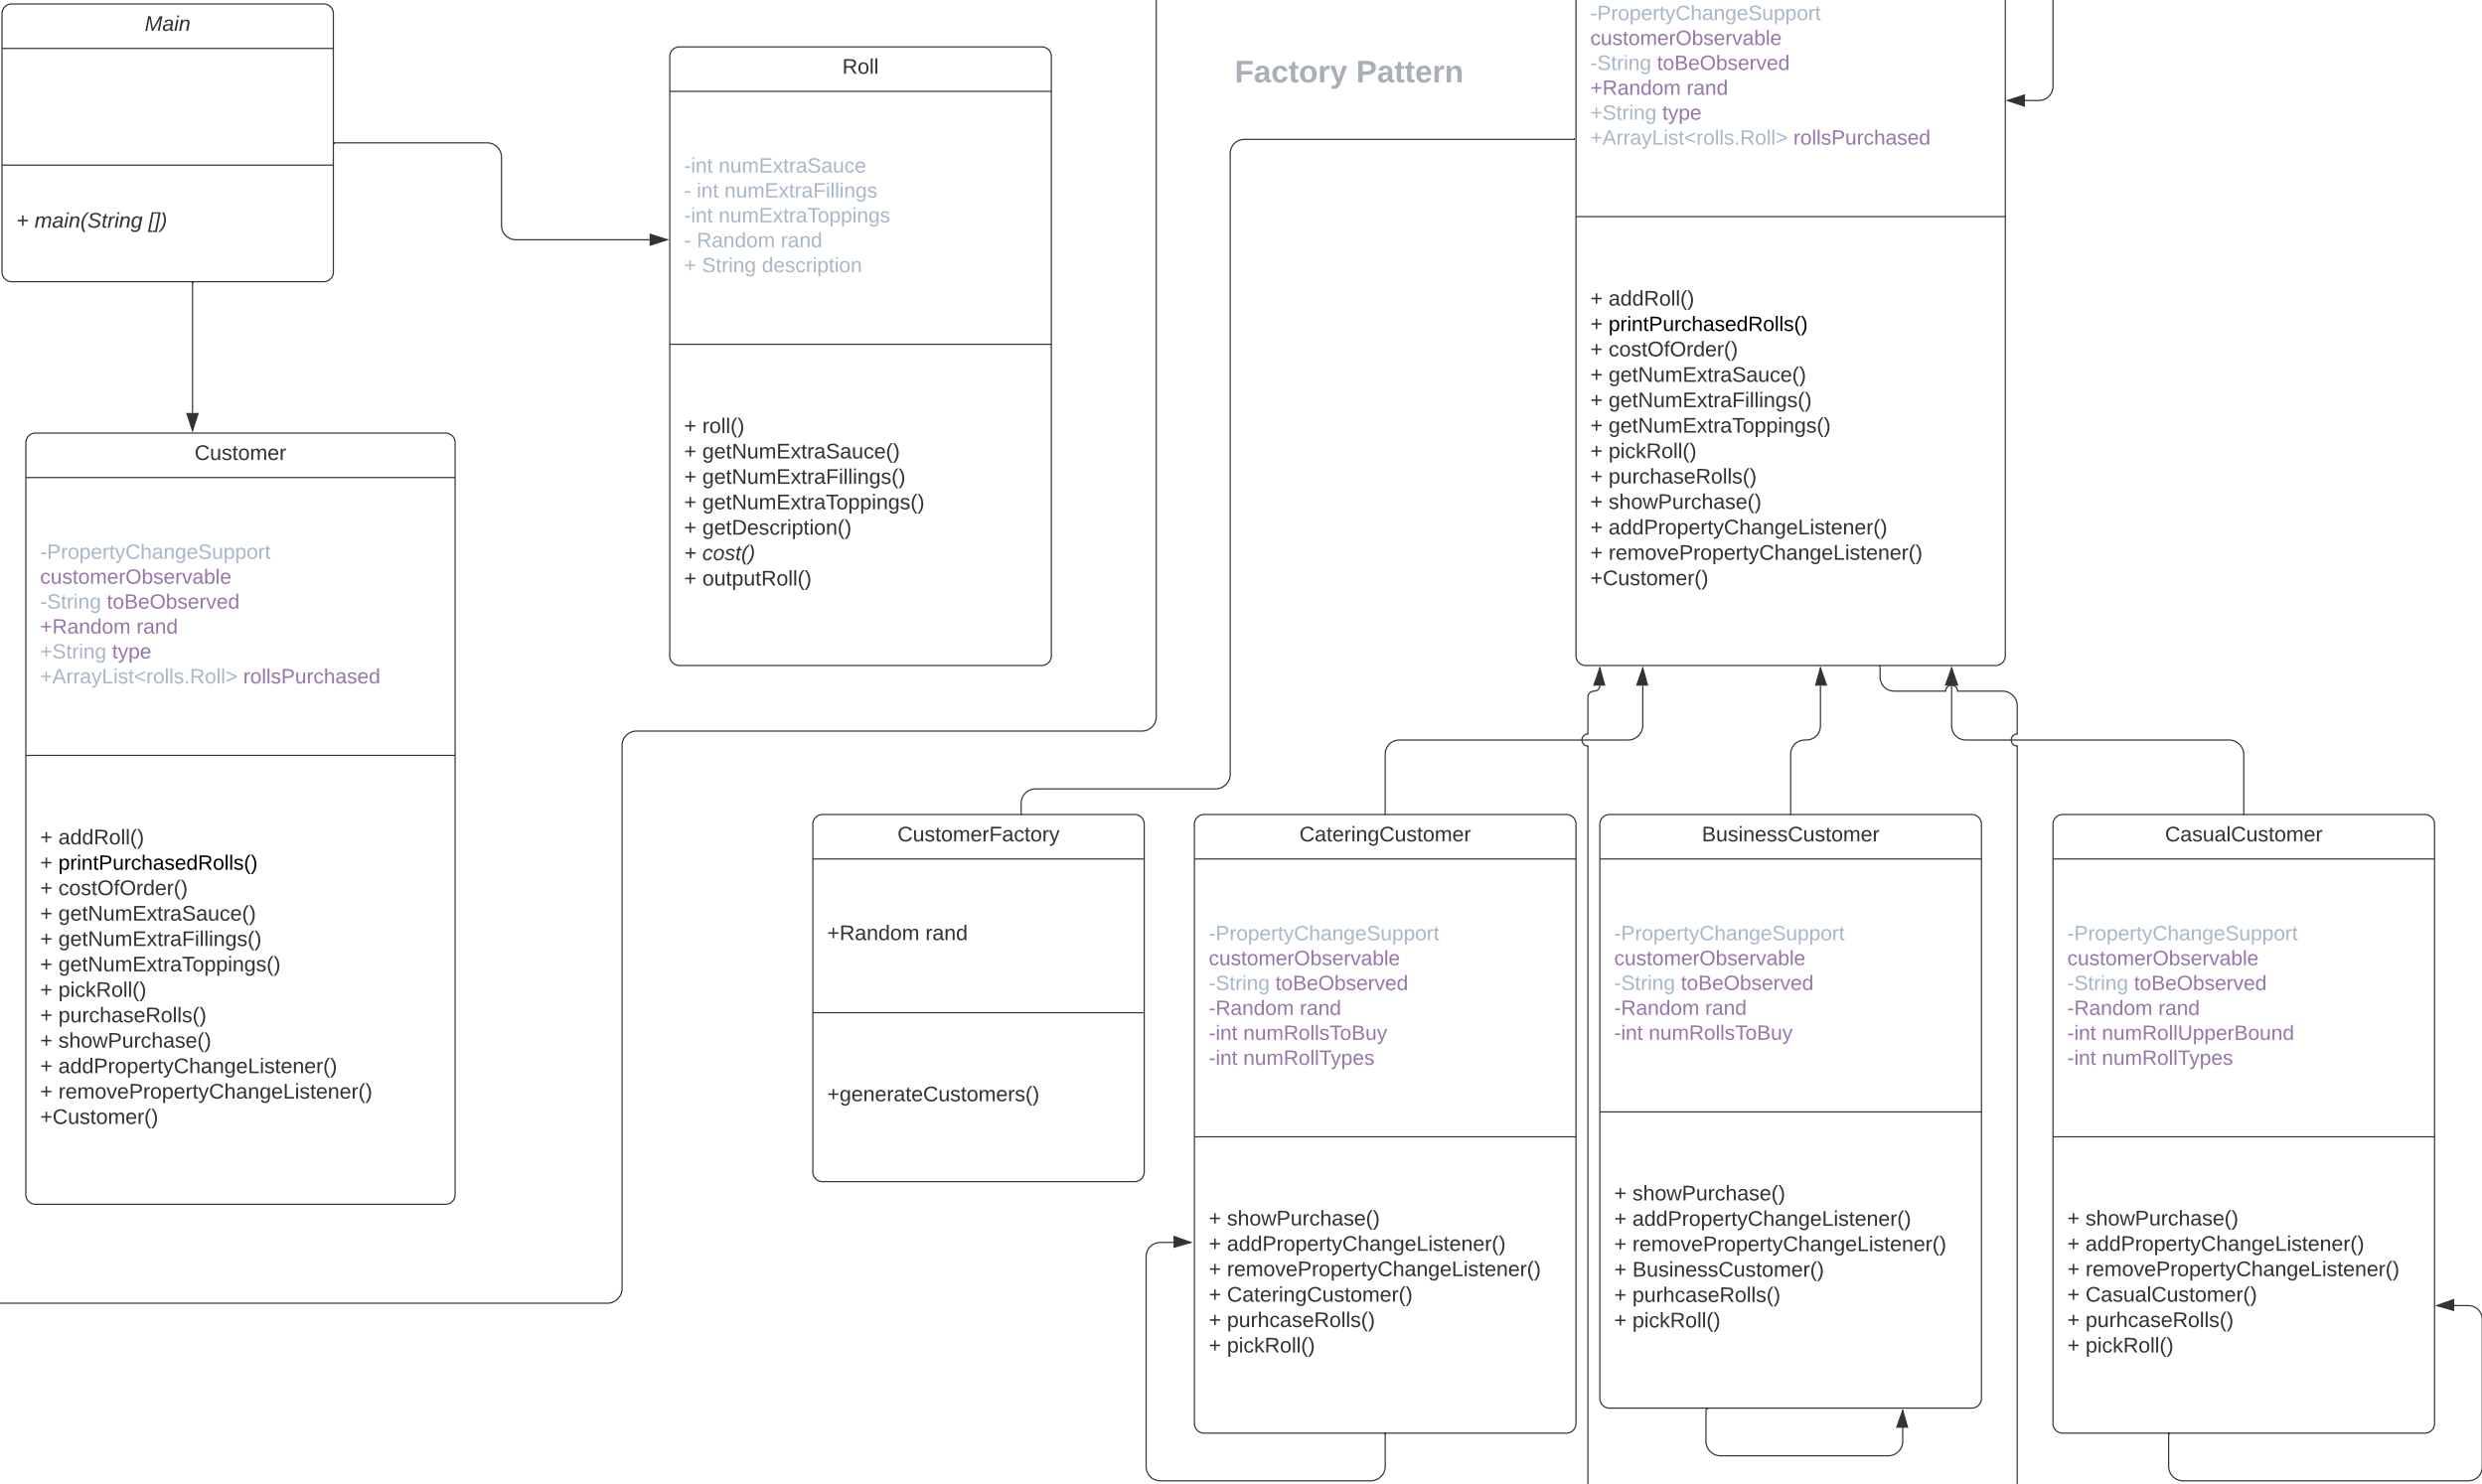 Main
+ main(String [])
Roll
-int numExtraSauce
- int numExtraFillings
-int numExtraToppings
- Random rand
+ String description
+ roll()
+ getNumExtraSauce()
+ getNumExtraFillings()
+ getNumExtraToppings()
+ getDescription()
+ cost()
+ outputRoll()
Customer
-PropertyChangeSupport
customerObservable
-String toBeObserved
+Random rand
+String type
+ArrayList<rolls.Roll> rollsPurchased
+ addRoll()
+ printPurchasedRolls()
+ costOfOrder()
+ getNumExtraSauce()
+ getNumExtraFillings()
+ getNumExtraToppings()
+ pickRoll()
+ purchaseRolls()
+ showPurchase()
+ addPropertyChangeListener()
+ removePropertyChangeListener()
+Customer()
Factory Pattern
-PropertyChangeSupport
customerObservable
-String toBeObserved
+Random rand
+String type
+ArrayList<rolls.Roll> rollsPurchased
+ addRoll()
+ printPurchasedRolls()
+ costOfOrder()
+ getNumExtraSauce()
+ getNumExtraFillings()
+ getNumExtraToppings()
+ pickRoll()
+ purchaseRolls()
+ showPurchase()
+ addPropertyChangeListener()
+ removePropertyChangeListener()
+Customer()
CustomerFactory
+Random rand
+generateCustomers()
CateringCustomer
-PropertyChangeSupport
customerObservable
-String toBeObserved
-Random rand
-int numRollsToBuy
-int numRollTypes
+ showPurchase()
+ addPropertyChangeListener()
+ removePropertyChangeListener()
+ CateringCustomer()
+ purhcaseRolls()
+ pickRoll()
BusinessCustomer
-PropertyChangeSupport
customerObservable
-String toBeObserved
-Random rand
-int numRollsToBuy
+ showPurchase()
+ addPropertyChangeListener()
+ removePropertyChangeListener()
+ BusinessCustomer()
+ purhcaseRolls()
+ pickRoll()
CasualCustomer
-PropertyChangeSupport
customerObservable
-String toBeObserved
-Random rand
-int numRollUpperBound
-int numRollTypes
+ showPurchase()
+ addPropertyChangeListener()
+ removePropertyChangeListener()
+ CasualCustomer()
+ purhcaseRolls()
+ pickRoll()